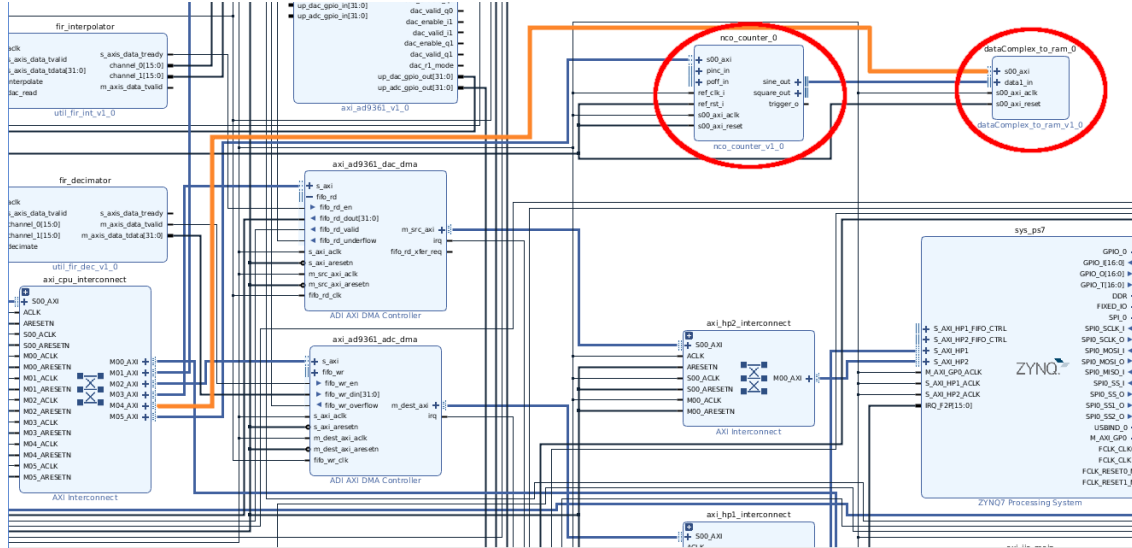 fir_interpolator
aclk
s_axis_data_tvalid
s_axis_data_tdata[31:0]
interpolate
dac_read
s_axis_data_tready
channel_0[15:0]
channel_1[15:0]
m_axis_data_tvalid
util_fir_int_v1_0
up_dac_gpio_in[31:0]
up_adc_gpio_in[31:0]
dac_valid_q0
dac_enable_i1
dac_valid_i1
dac_enable_q1
dac_valid_q1
dac_r1_mode
up_dac_gpio_out[31:0]
up_adc_gpio_out[31:0]
axi_ad9361_v1_0
nco_counter_0
s00_axi
pinc_in
poff_in
ref_clk_i
ref_rst_i
s00_axi_aclk
s00_axi_reset
sine_out
square_out
trigger_o
nco_counter_v1_0
dataComplex_to_ram_0
s00_axi
data1_in
s00_axi_aclk
s00_axi_reset
dataComplex_to_ram_v1_0
fir_decimator
aclk
s_axis_data_tvalid
channel_0[15:0]
channel_1[15:0]
decimate
s_axis_data_tready
m_axis_data_tvalid
m_axis_data_tdata[31:0]
util_fir_dec_v1_0
axi_ad9361_dac_dma
s_axi
fifo_rd
fifo_rd_en
fifo_rd_dout[31:0]
fifo_rd_valid
fifo_rd_underflow
s_axi_aclk
s_axi_aresetn
m_src_axi_aclk
m_src_axi_aresetn
fifo_rd_clk
m_src_axi
irq
fifo_rd_xfer_req
ADI AXI DMA Controller
axi_cpu_interconnect
S00_AXI
ACLK
ARESETN
S00_ACLK
S00_ARESETN
M00_ACLK
M00_ARESETN
M01_ACLK
M01_ARESETN
M02_ACLK
M02_ARESETN
M03_ACLK
M03_ARESETN
M04_ACLK
M04_ARESETN
M05_ACLK
M05_ARESETN
M00_AXI
M01_AXI
M02_AXI
M03_AXI
M04_AXI
M05_AXI
AXI Interconnect
axi_ad9361_adc_dma
s_axi
fifo_wr
fifo_wr_en
fifo_wr_din[31:0]
fifo_wr_overflow
s_axi_aclk
s_axi_aresetn
m_dest_axi_aclk
m_dest_axi_aresetn
fifo_wr_clk
m_dest_axi
irq
ADI AXI DMA Controller
axi_hp2_interconnect
S00_AXI
ACLK
ARESETN
S00_ACLK
S00_ARESETN
M00_ACLK
M00_ARESETN
M00_AXI
AXI Interconnect
sys_ps7
S_AXI_HP1_FIFO_CTRL
S_AXI_HP2_FIFO_CTRL
S_AXI_HP1
S_AXI_HP2
M_AXI_GP0_ACLK
S_AXI_HP1_ACLK
S_AXI_HP2_ACLK
IRQ_F2P[15:0]
ZYNQ
GPIO_0
GPIO_I[16:0]
GPIO_O[16:0]
GPIO_T[16:0]
DDR
FIXED_IO
SPI_0
SPI0_SCLK_I
SPI0_SCLK_O
SPI0_MOSI_I
SPI0_MOSI_O
SPI0_MISO_I
SPI0_SS_I
SPI0_SS_O
SPI0_SS1_O
SPI0_SS2_O
USBIND_0
M_AXI_GP0
FCLK_CLK
FCLK_CLK
FCLK_RESET0_
FCLK_RESET1_
ZYNQ7 Processing System
axi_hp1_interconnect
S00_AXI